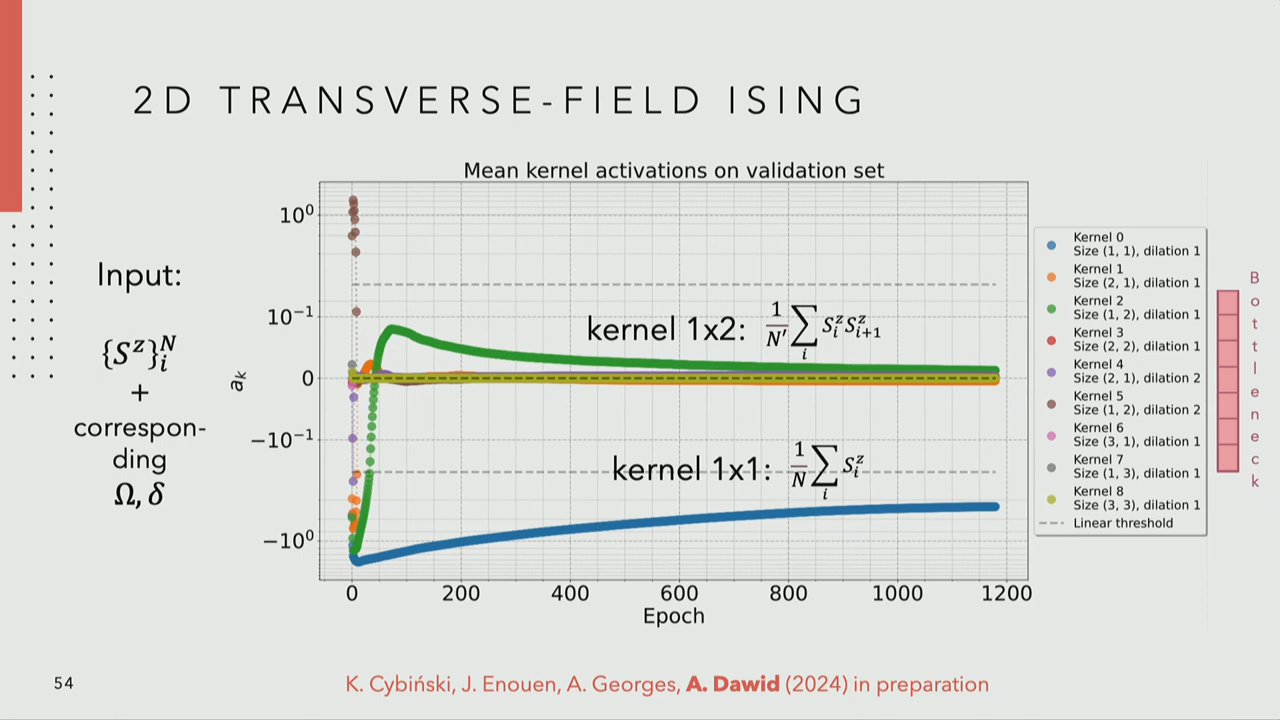 2D TRANSVERSE-FIELD ISING
Mean kernel activations on validation set
Input:
{S^z}_i^N
+
correspon-
ding
Ω, δ
a_k
10^0
10^-1
0
−10^-1
−10^0
kernel 1x2: 1/N' ∑_i S_i^z S_{i+1}^z
kernel 1x1: 1/N ∑_i S_i^z
0 200 400 600 800 1000 1200
Epoch
Kernel 0
Size (1, 1), dilation 1
Kernel 1
Size (2, 1), dilation 1
Kernel 2
Size (1, 2), dilation 1
Kernel 3
Size (2, 2), dilation 1
Kernel 4
Size (2, 1), dilation 2
Kernel 5
Size (1, 2), dilation 2
Kernel 6
Size (3, 1), dilation 1
Kernel 7
Size (1, 3), dilation 1
Kernel 8
Size (3, 3), dilation 1
Linear threshold
Bottleneck
54
K. Cybiński, J. Enouen, A. Georges, A. Dawid (2024) in preparation